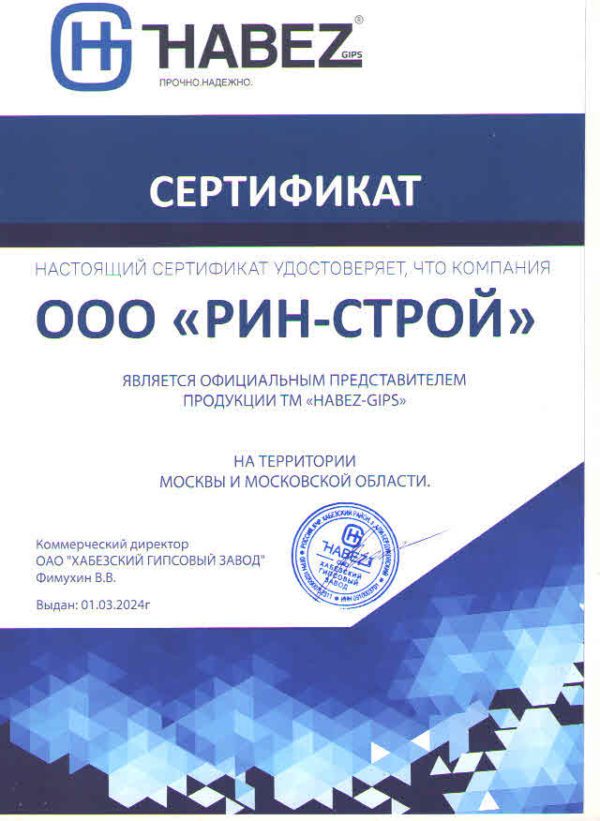 HABEZ®
GIPS
ПРОЧНО.НАДЕЖНО.
СЕРТИФИКАТ
НАСТОЯЩИЙ СЕРТИФИКАТ УДОСТОВЕРЯЕТ, ЧТО КОМПАНИЯ
ООО «РИН-СТРОЙ»
ЯВЛЯЕТСЯ ОФИЦИАЛЬНЫМ ПРЕДСТАВИТЕЛЕМ
ПРОДУКЦИИ ТМ «HABEZ-GIPS»
НА ТЕРРИТОРИИ
МОСКВЫ И МОСКОВСКОЙ ОБЛАСТИ.
Коммерческий директор
ОАО "ХАБЕЗСКИЙ ГИПСОВЫЙ ЗАВОД"
Фимухин В.В.
Выдан: 01.03.2024г
HABEZ
ОАО
ХАБЕЗСКИЙ
ГИПСОВЫЙ
ЗАВОД